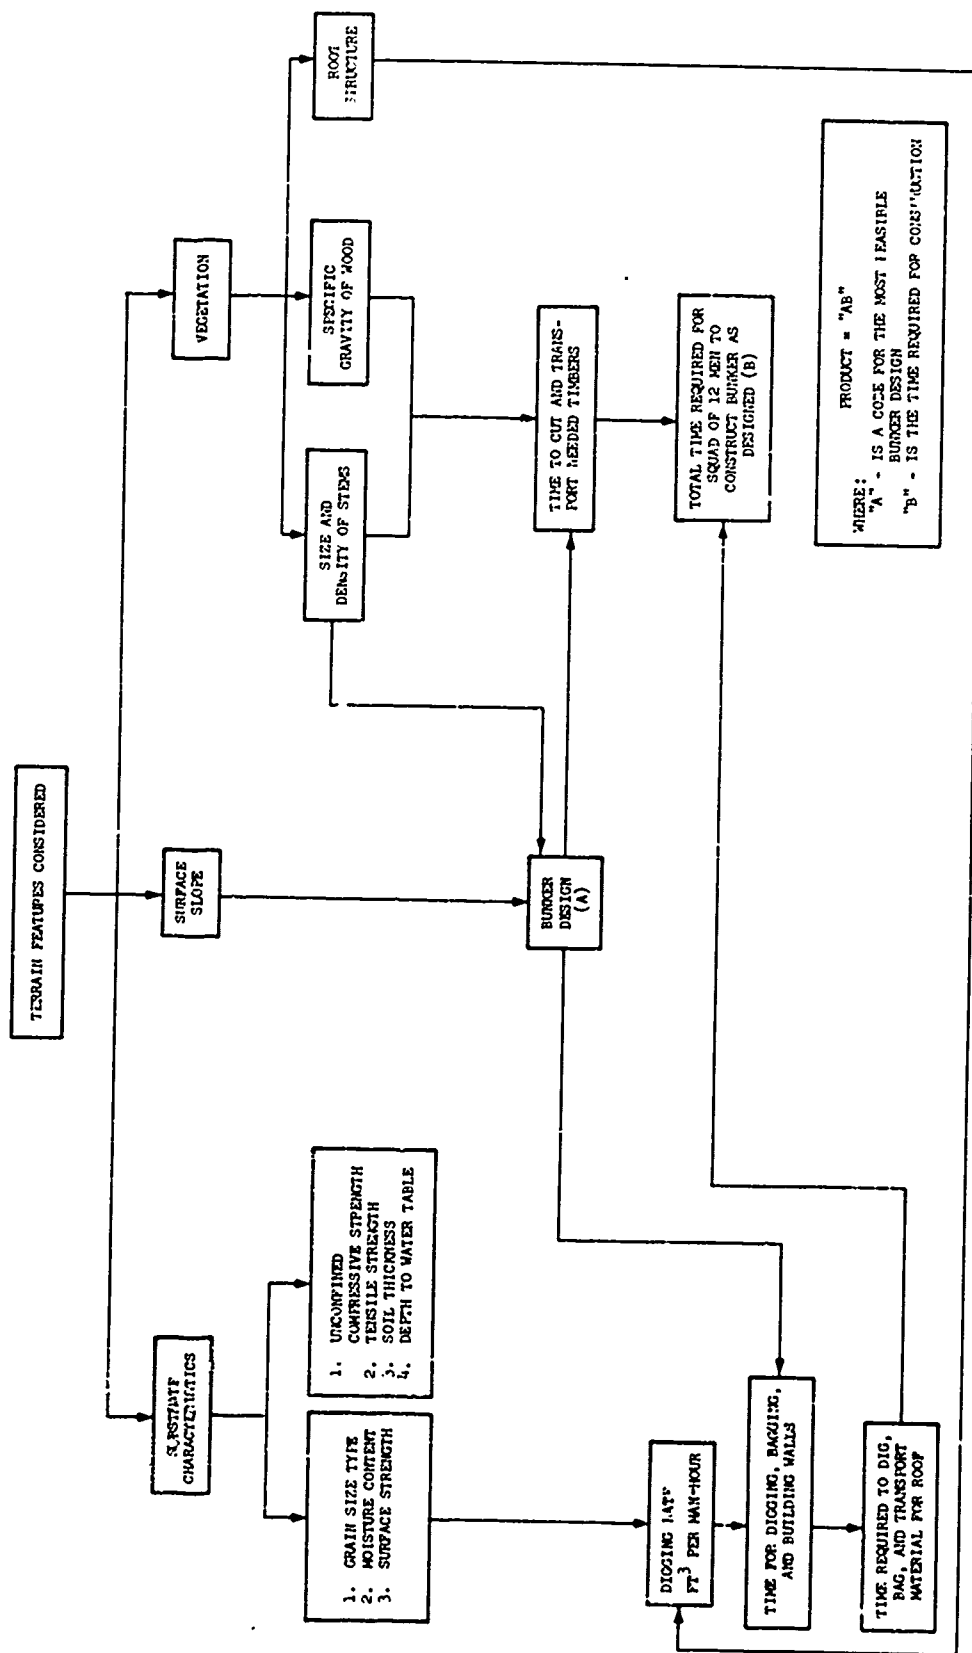 TERRAIN FEATURES CONSIDERED
SUBSTRATE
CHARACTERISTICS
SURFACE
SLOPE
VEGETATION
1. GRAIN SIZE TYPE
2. MOISTURE CONTENT
3. SURFACE STRENGTH
1. UNCONFINED
COMPRESSIVE STRENGTH
2. TENSILE STRENGTH
3. SOIL THICKNESS
4. DEPTH TO WATER TABLE
SIZE AND
DENSITY OF STEMS
SPECIFIC
GRAVITY OF WOOD
ROOT
STRUCTURE
BUNKER
DESIGN
(A)
TIME TO CUT AND TRANS-
PORT NEEDED TIMBERS
DIGGING RATE
FT3 PER MAN-HOUR
TIME FOR DIGGING, BAGGING,
AND BUILDING WALLS
TIME REQUIRED TO DIG,
BAG, AND TRANSPORT
MATERIAL FOR ROOF
TOTAL TIME REQUIRED FOR
SQUAD OF 12 MEN TO
CONSTRUCT BUNKER AS
DESIGNED (B)
PRODUCT = "AB"
WHERE:
"A" - IS A CODE FOR THE MOST FEASIBLE
BUNKER DESIGN
"B" - IS THE TIME REQUIRED FOR CONSTRUCTION